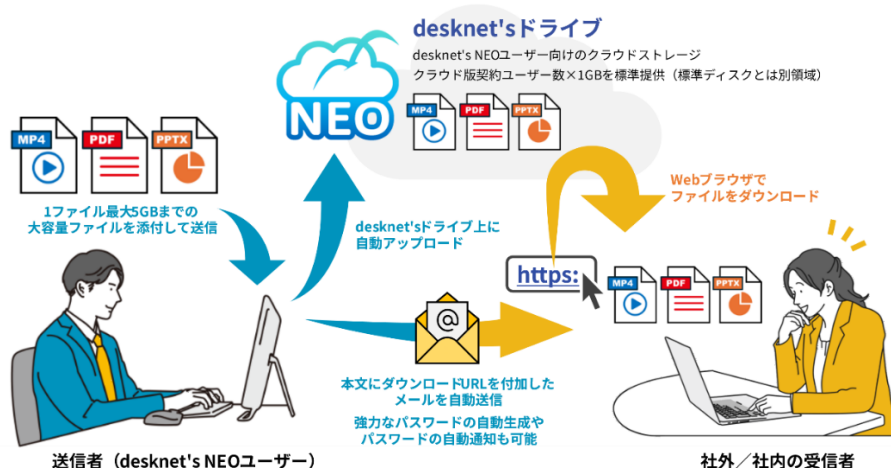 desknet'sドライブ
desknet's NEOユーザー向けのクラウドストレージ
クラウド版契約ユーザー数×1GBを標準提供（標準ディスクとは別領域）
NEO
MP4
PDF
PPTX
MP4
PDF
PPTX
1ファイル最大5GBまでの
大容量ファイルを添付して送信
desknet'sドライブ上に
自動アップロード
Webブラウザで
ファイルをダウンロード
https:
MP4
PDF
PPTX
@
本文にダウンロードURLを付加した
メールを自動送信
強力なパスワードの自動生成や
パスワードの自動通知も可能
送信者（desknet's NEOユーザー）
社外／社内の受信者